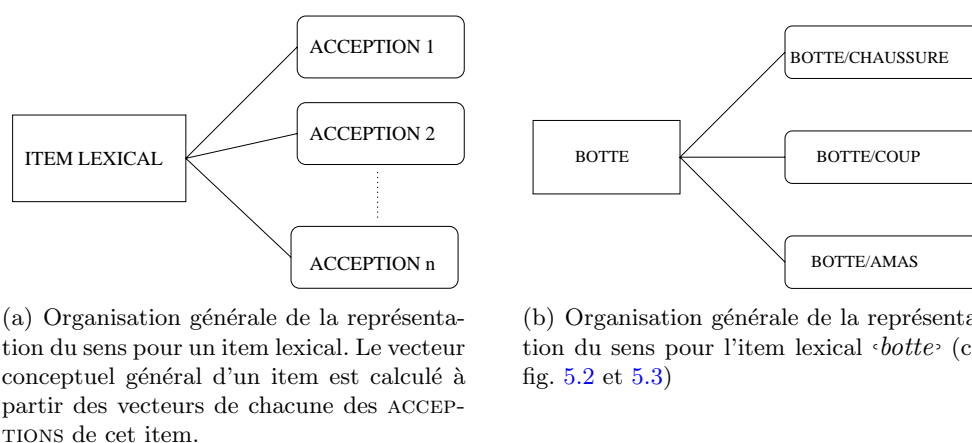 ACCEPTION 1
ACCEPTION 2
ITEM LEXICAL
ACCEPTION n
(a) Organisation générale de la représenta-
tion du sens pour un item lexical. Le vecteur
conceptuel général d'un item est calculé à
partir des vecteurs de chacune des ACCEP-
TIONS de cet item.
BOTTE/CHAUSSURE
BOTTE
BOTTE/COUP
BOTTE/AMAS
(b) Organisation générale de la représenta
tion du sens pour l'item lexical ‹botte› (c
fig. 5.2 et 5.3)